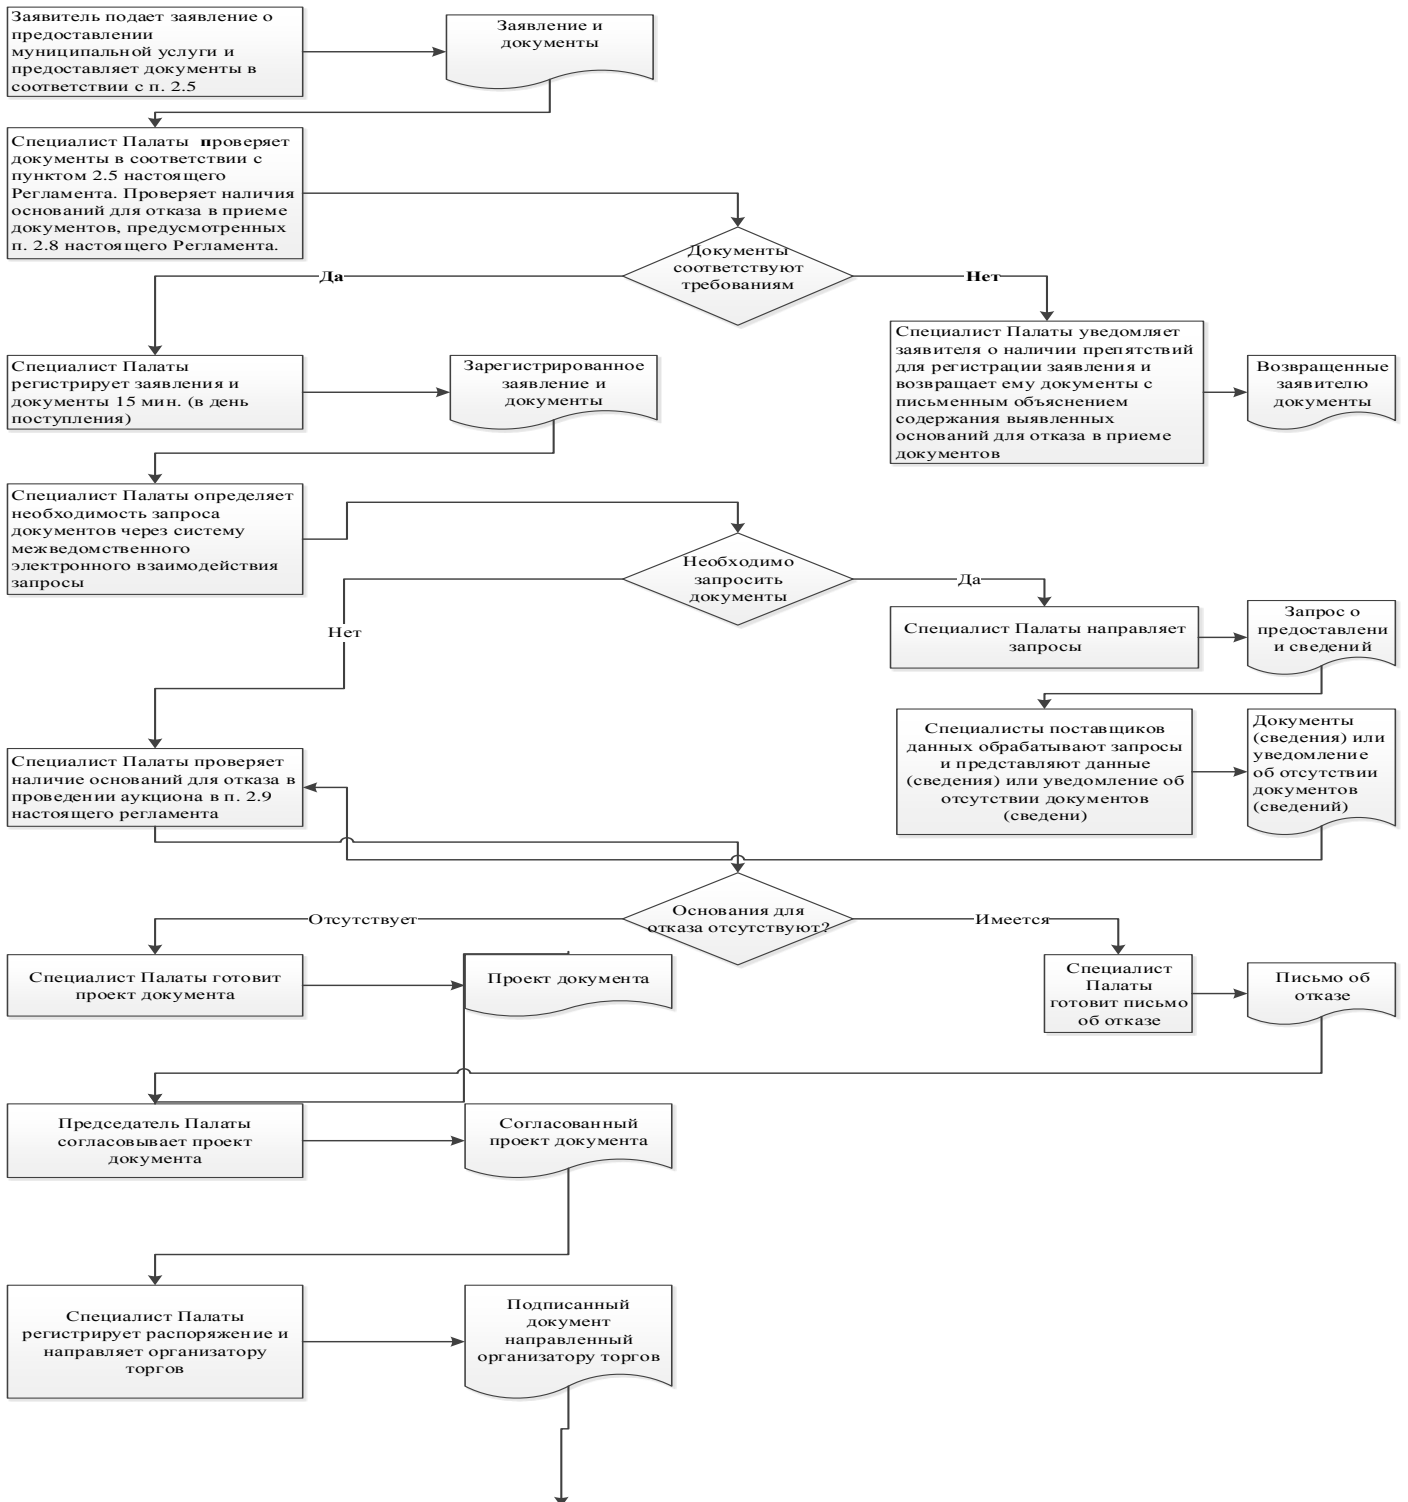 Заявитель подает заявление о
предоставлении
муниципальной услуги и
предоставляет документы в
соответствии с п. 2.5
Заявление и
документы
Специалист Палаты проверяет
документы в соответствии с
пунктом 2.5 настоящего
Регламента. Проверяет наличия
оснований для отказа в приеме
документов, предусмотренных
п. 2.8 настоящего Регламента.
Документы
соответствуют
требованиям
Да
Нет
Специалист Палаты
регистрирует заявления и
документы 15 мин. (в день
поступления)
Зарегистрированное
заявление и
документы
Специалист Палаты уведомляет
заявителя о наличии препятствий
для регистрации заявления и
возвращает ему документы с
письменным объяснением
содержания выявленных
оснований для отказа в приеме
документов
Возвращенные
заявителю
документы
Специалист Палаты определяет
необходимость запроса
документов через систему
межведомственного
электронного взаимодействия
запросы
Необходимо
запросить
документы
Да
Нет
Специалист Палаты направляет
запросы
Запрос о
предоставлени
и сведений
Специалисты поставщиков
данных обрабатывают запросы
и представляют данные
(сведения) или уведомление об
отсутствии документов
(сведени)
Документы
(сведения) или
уведомление
об отсутствии
документов
(сведений)
Специалист Палаты проверяет
наличие оснований для отказа в
проведении аукциона в п. 2.9
настоящего регламента
Основания для
отказа отсутствуют?
Отсутствует
Имеется
Специалист Палаты готовит
проект документа
Проект документа
Специалист
Палаты
готовит письмо
об отказе
Письмо об
отказе
Председатель Палаты
согласовывает проект
документа
Согласованный
проект документа
Специалист Палаты
регистрирует распоряжение и
направляет организатору
торгов
Подписанный
документ
направленный
организатору торгов